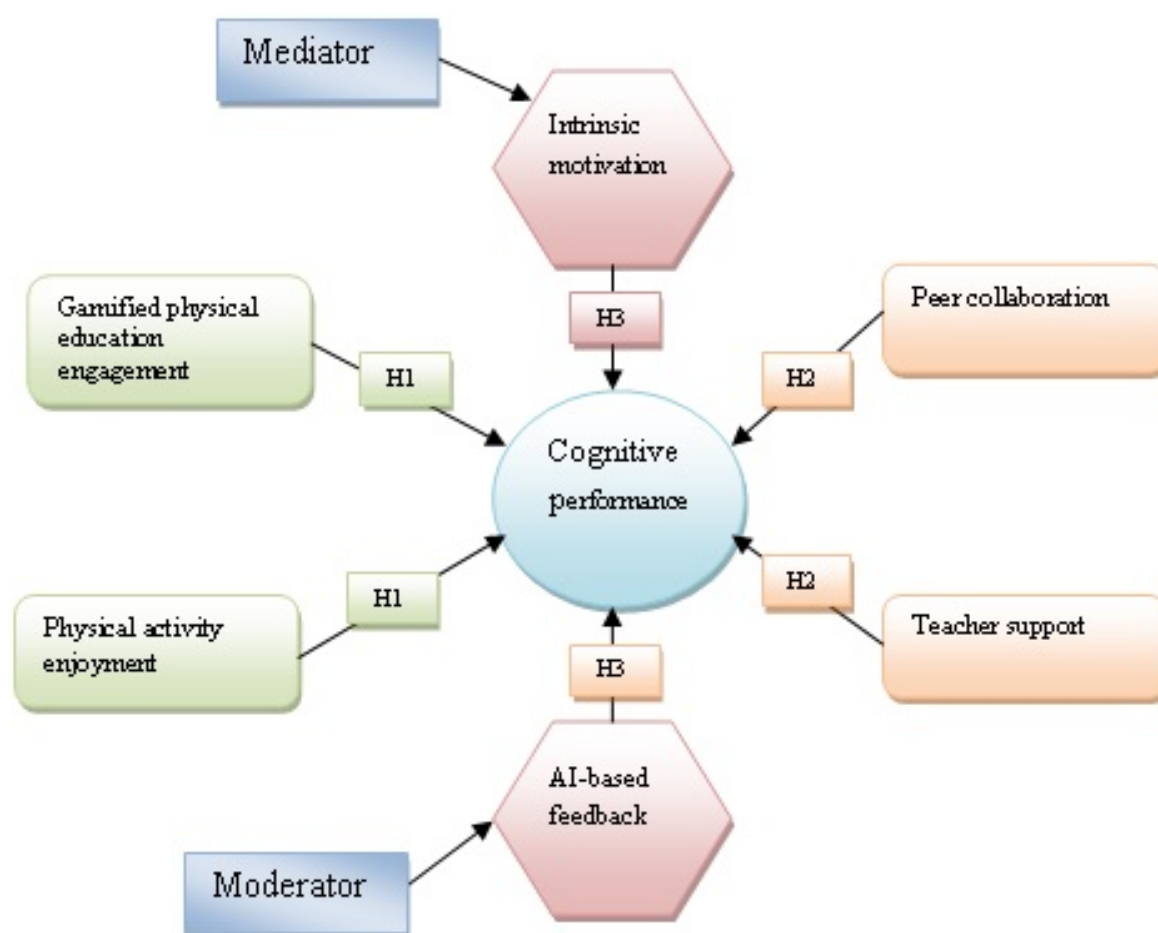 Mediator
Intrinsic
motivation
H3
Gamified physical
education
engagement
H1
Peer collaboration
H2
Cognitive
performance
Physical activity
enjoyment
H1
H2
Teacher support
H3
AI-based
feedback
Moderator